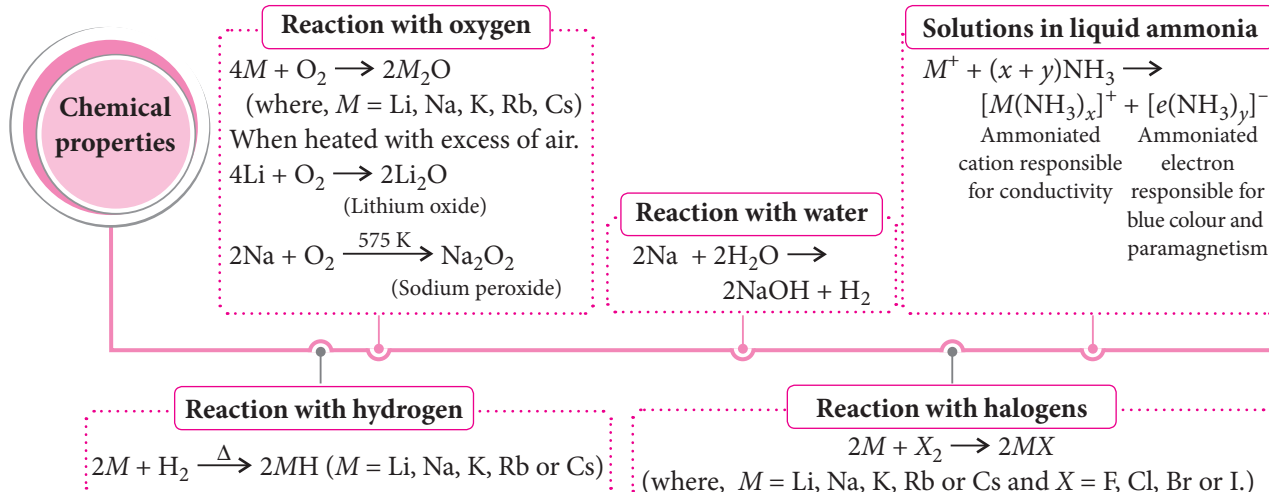 Chemical
properties
Reaction with oxygen
4M + O₂ ⟶ 2M₂O
(where, M = Li, Na, K, Rb, Cs)
When heated with excess of air.
4Li + O₂ ⟶ 2Li₂O
(Lithium oxide)
2Na + O₂ —575 K→ Na₂O₂
(Sodium peroxide)
Reaction with water
2Na + 2H₂O ⟶
2NaOH + H₂
Solutions in liquid ammonia
M⁺ + (x + y)NH₃ ⟶
[M(NH₃)ₓ]⁺ + [e(NH₃)y]⁻
Ammoniated
cation responsible
for conductivity
Ammoniated
electron
responsible for
blue colour and
paramagnetism
Reaction with hydrogen
2M + H₂ —Δ→ 2MH (M = Li, Na, K, Rb or Cs)
Reaction with halogens
2M + X₂ ⟶ 2MX
(where, M = Li, Na, K, Rb or Cs and X = F, Cl, Br or I.)